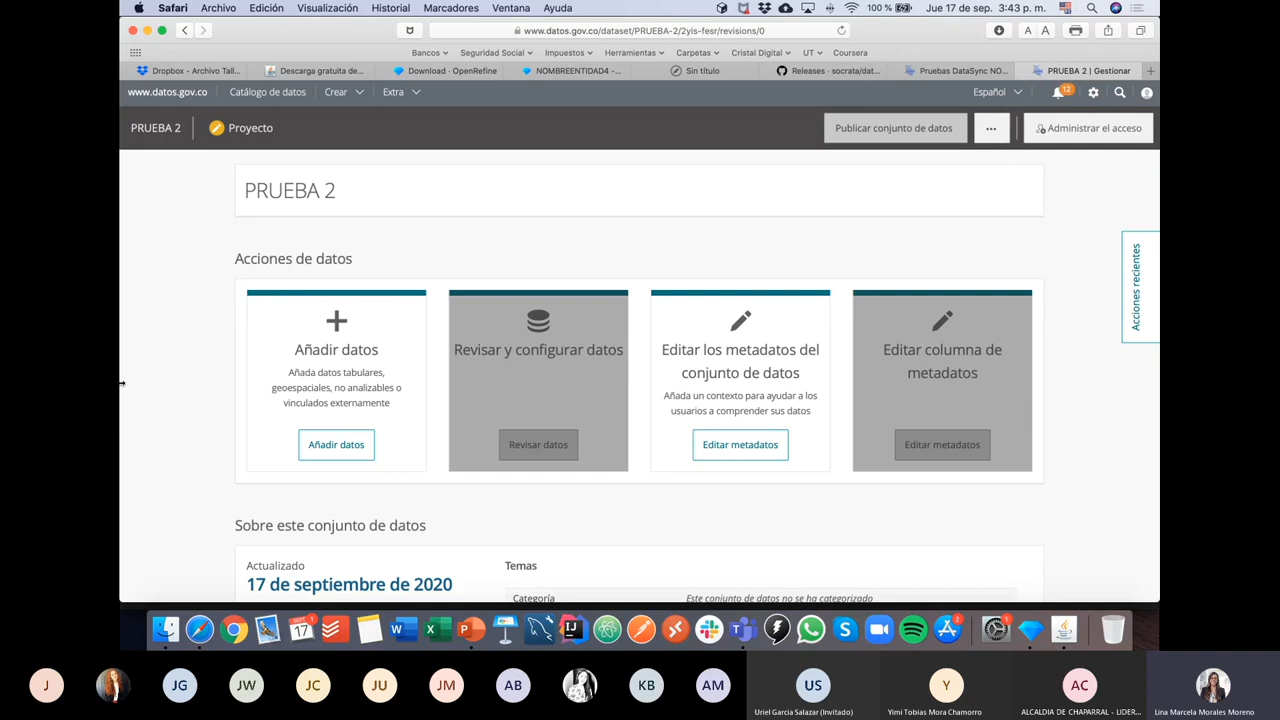 Safari Archivo Edición Visualización Historial Marcadores Ventana Ayuda 100 % Jue 17 de sep. 3:43 p. m.
www.datos.gov.co/dataset/PRUEBA-2/2yis-fesr/revisions/0 A A
Bancos Seguridad Social Impuestos Herramientas Carpetas Cristal Digital UT Coursera
Dropbox - Archivo Tall... Descarga gratuita de... Download · OpenRefine NOMBREENTIDAD4 -... Sin título Releases · socrata/dat... Pruebas DataSync NO... PRUEBA 2 | Gestionar
www.datos.gov.co Catálogo de datos Crear Extra Español 12
PRUEBA 2 Proyecto Publicar conjunto de datos ... Administrar el acceso
PRUEBA 2
Acciones de datos
Acciones recientes
Añadir datos
Añada datos tabulares,
geoespaciales, no analizables o
vinculados externamente
Añadir datos
Revisar y configurar datos
Revisar datos
Editar los metadatos del
conjunto de datos
Añada un contexto para ayudar a los
usuarios a comprender sus datos
Editar metadatos
Editar columna de
metadatos
Editar metadatos
Sobre este conjunto de datos
Actualizado
17 de septiembre de 2020
Temas
Categoría Este conjunto de datos no se ha categorizado
SEPT 17 1 W X P IJ T S 2 1
J JG JW JC JU JM AB KB AM US Y AC
Uriel Garcia Salazar (Invitado) Yimi Tobias Mora Chamorro ALCALDIA DE CHAPARRAL - LIDER... Lina Marcela Morales Moreno